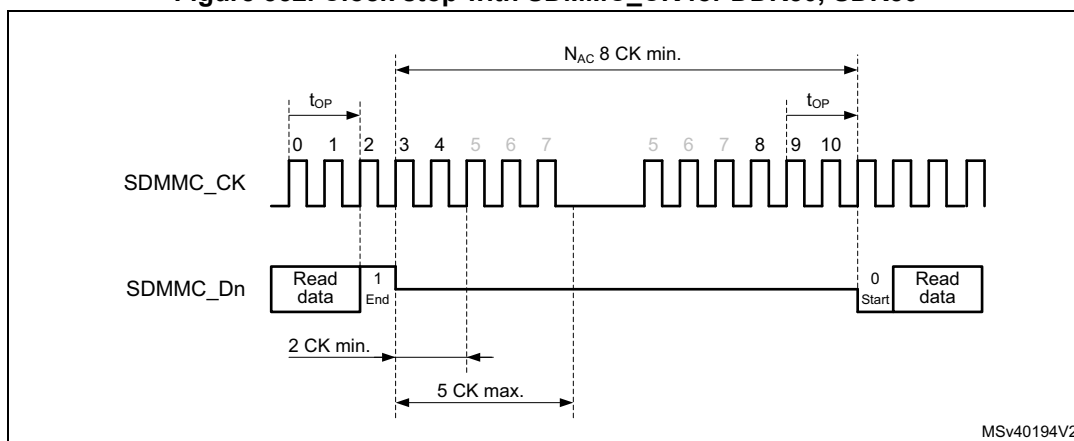 Figure Clock stop with SDMMC_CK for DDR50, SDR50
N_AC 8 CK min.
t_OP
t_OP
0 1 2 3 4 5 6 7 5 6 7 8 9 10
SDMMC_CK
SDMMC_Dn
Read data
1
End
0
Start
Read data
2 CK min.
5 CK max.
MSv40194V2